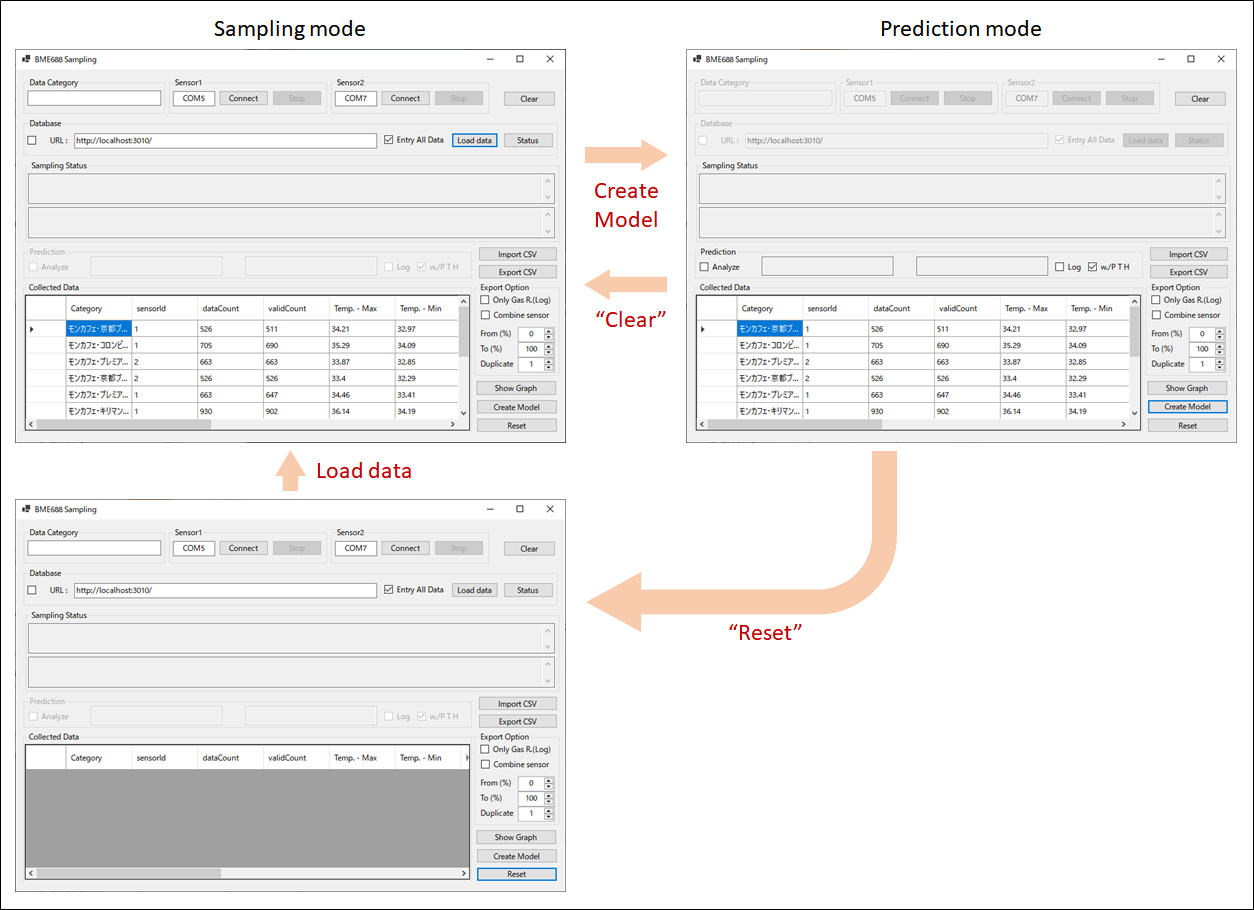 Sampling mode
Prediction mode
BME688 Sampling
Data Category
Sensor1
Sensor2
COM5 Connect Stop
COM7 Connect Stop
Clear
Database
URL : http://localhost:3010/ Entry All Data Load data Status
Sampling Status
Prediction
Analyze Log w./P T H
Import CSV
Export CSV
Collected Data
Export Option
Only Gas R.(Log)
Combine sensor
From (%) 0
To (%) 100
Duplicate 1
Show Graph
Create Model
Reset
Category sensorId dataCount validCount Temp. - Max Temp. - Min
モンカフェ・京都ブ... 1 526 511 34.21 32.97
モンカフェ・コロンビ... 1 705 690 35.29 34.09
モンカフェ・プレミア... 2 663 663 33.87 32.85
モンカフェ・京都ブ... 2 526 526 33.4 32.29
モンカフェ・プレミア... 1 663 647 34.46 33.41
モンカフェ・キリマン... 1 930 902 36.14 34.19
Create
Model
“Clear”
BME688 Sampling
Data Category
Sensor1
Sensor2
COM5 Connect Stop
COM7 Connect Stop
Clear
Database
URL : http://localhost:3010/ Entry All Data Load data Status
Sampling Status
Prediction
Analyze Log w./P T H
Import CSV
Export CSV
Collected Data
Export Option
Only Gas R.(Log)
Combine sensor
From (%) 0
To (%) 100
Duplicate 1
Show Graph
Create Model
Reset
Category sensorId dataCount validCount Temp. - Max Temp. - Min
モンカフェ・京都ブ... 1 526 511 34.21 32.97
モンカフェ・コロンビ... 1 705 690 35.29 34.09
モンカフェ・プレミア... 2 663 663 33.87 32.85
モンカフェ・京都ブ... 2 526 526 33.4 32.29
モンカフェ・プレミア... 1 663 647 34.46 33.41
モンカフェ・キリマン... 1 930 902 36.14 34.19
Load data
BME688 Sampling
Data Category
Sensor1
Sensor2
COM5 Connect Stop
COM7 Connect Stop
Clear
Database
URL : http://localhost:3010/ Entry All Data Load data Status
Sampling Status
Prediction
Analyze Log w./P T H
Import CSV
Export CSV
Collected Data
Export Option
Only Gas R.(Log)
Combine sensor
From (%) 0
To (%) 100
Duplicate 1
Show Graph
Create Model
Reset
Category sensorId dataCount validCount Temp. - Max Temp. - Min
“Reset”